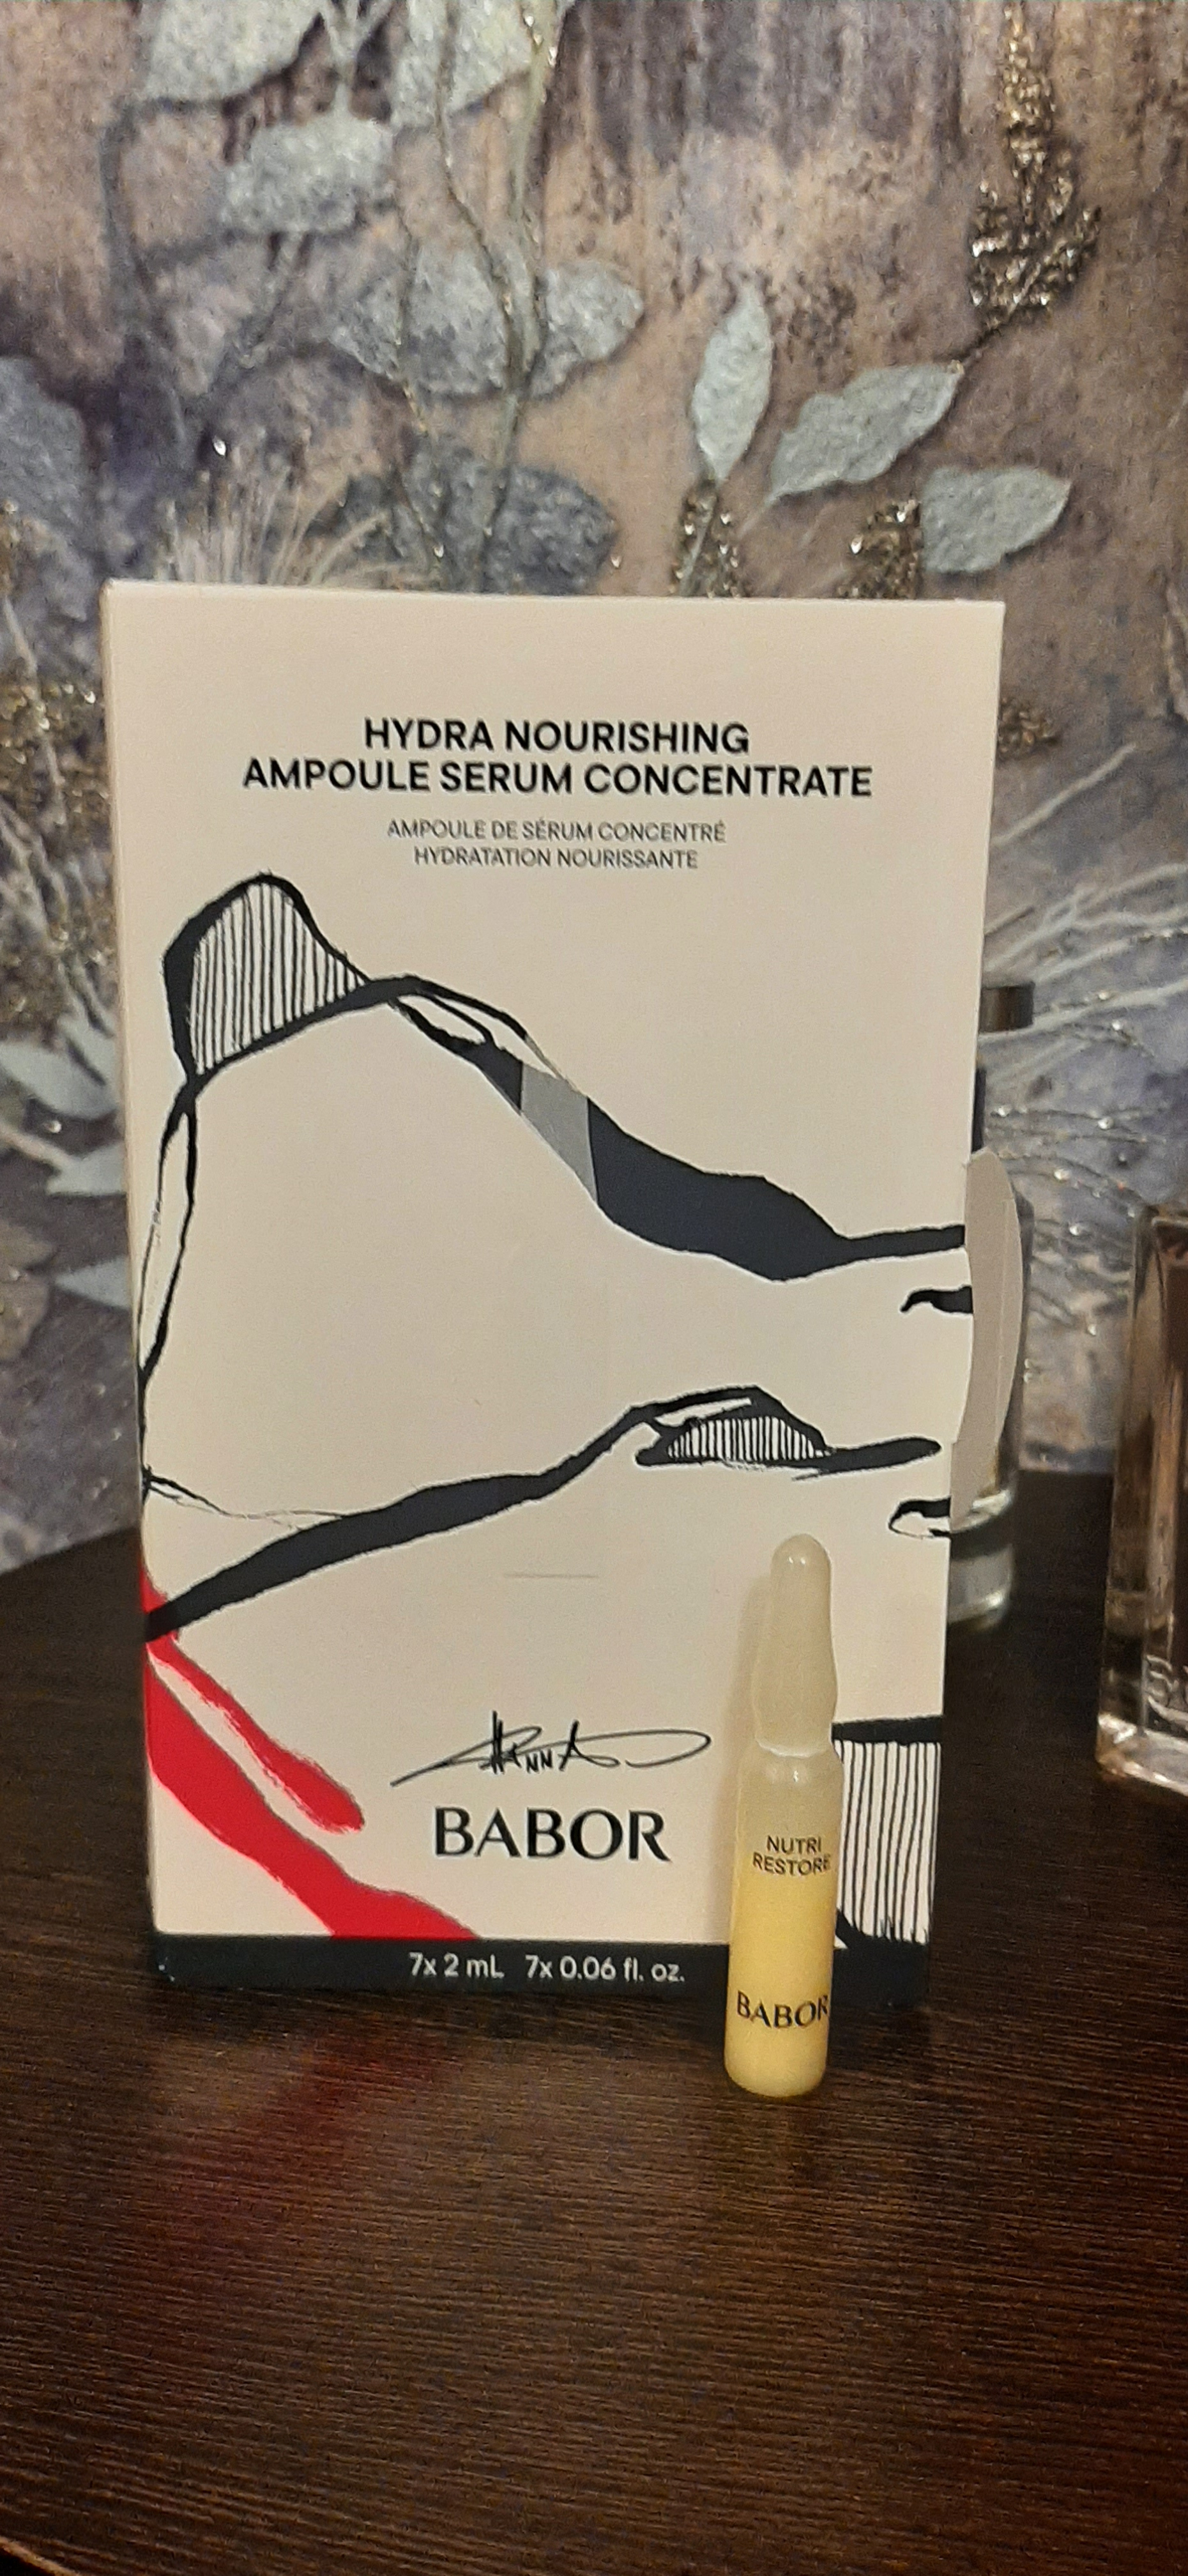 HYDRA NOURISHING
AMPOULE SERUM CONCENTRATE
AMPOULE DE SÉRUM CONCENTRÉ
HYDRATATION NOURISSANTE
BABOR
7x 2 mL 7x 0.06 fl. oz.
NUTRI
RESTORE
BABOR